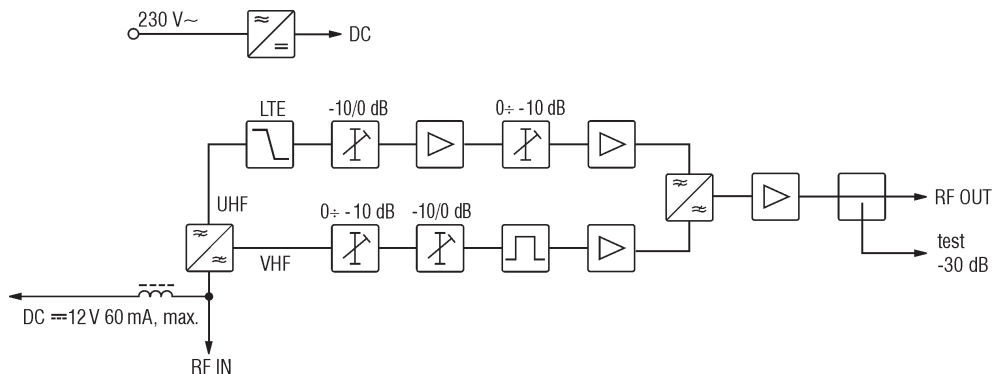 230 V~
DC
LTE
-10/0 dB
0÷ -10 dB
UHF
0÷ -10 dB
-10/0 dB
VHF
RF OUT
test
-30 dB
DC ⎓12 V 60 mA, max.
RF IN